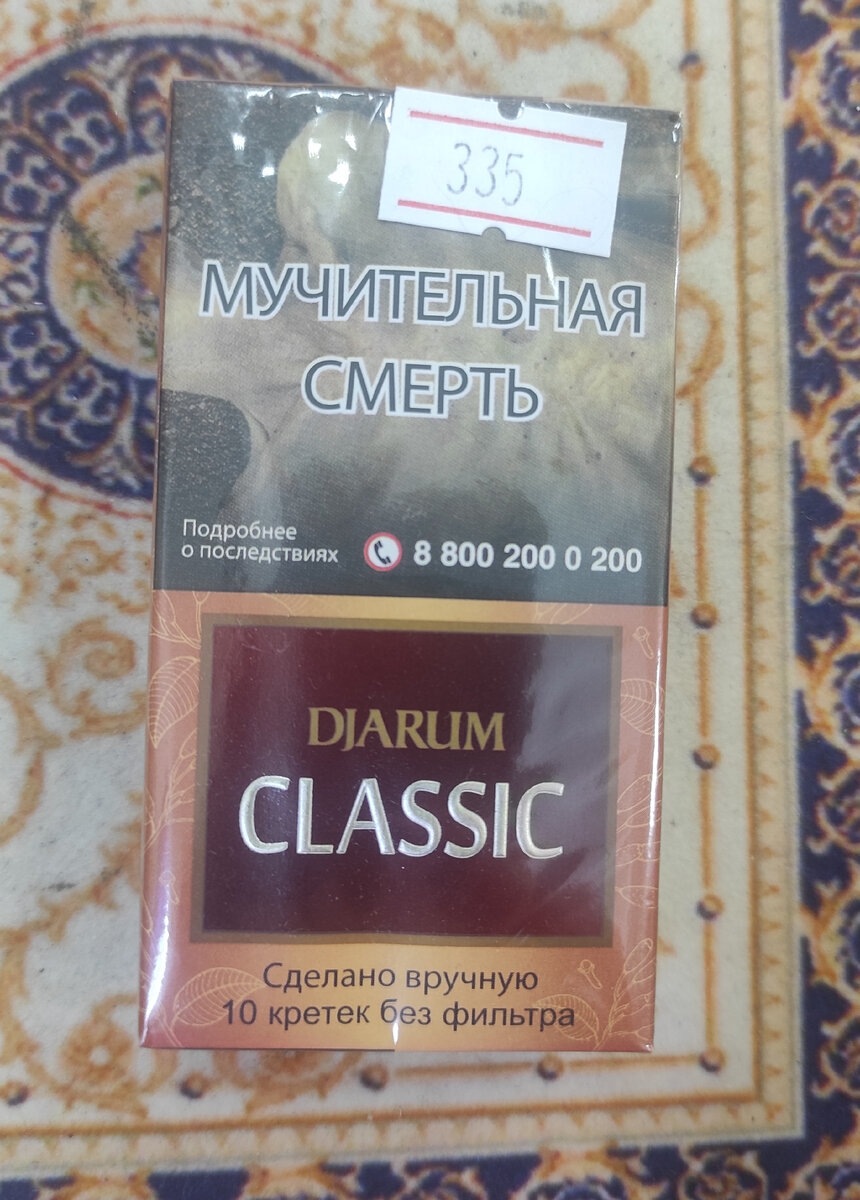 335
МУЧИТЕЛЬНАЯ
СМЕРТЬ
Подробнее
о последствиях 8 800 200 0 200
DJARUM
CLASSIC
Сделано вручную
10 кретек без фильтра